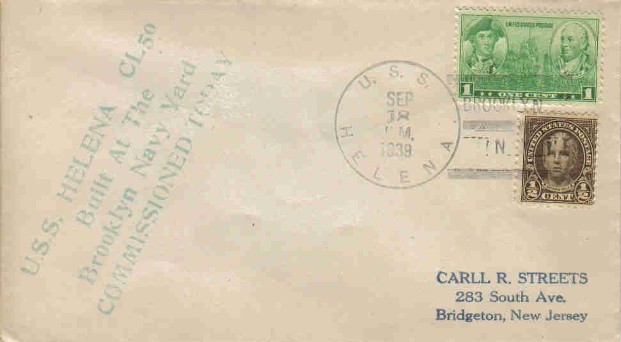 U.S.S. HELENA CL50
Built At The
Brooklyn Navy Yard
COMMISSIONED TODAY
U. S. S.
HELENA
SEP
18
1939
BROOKLYN
N.
UNITED STATES POSTAGE
1 ONE CENT 1
UNITED STATES POSTAGE
1/2 CENT 1/2
CARLL R. STREETS
283 South Ave.
Bridgeton, New Jersey